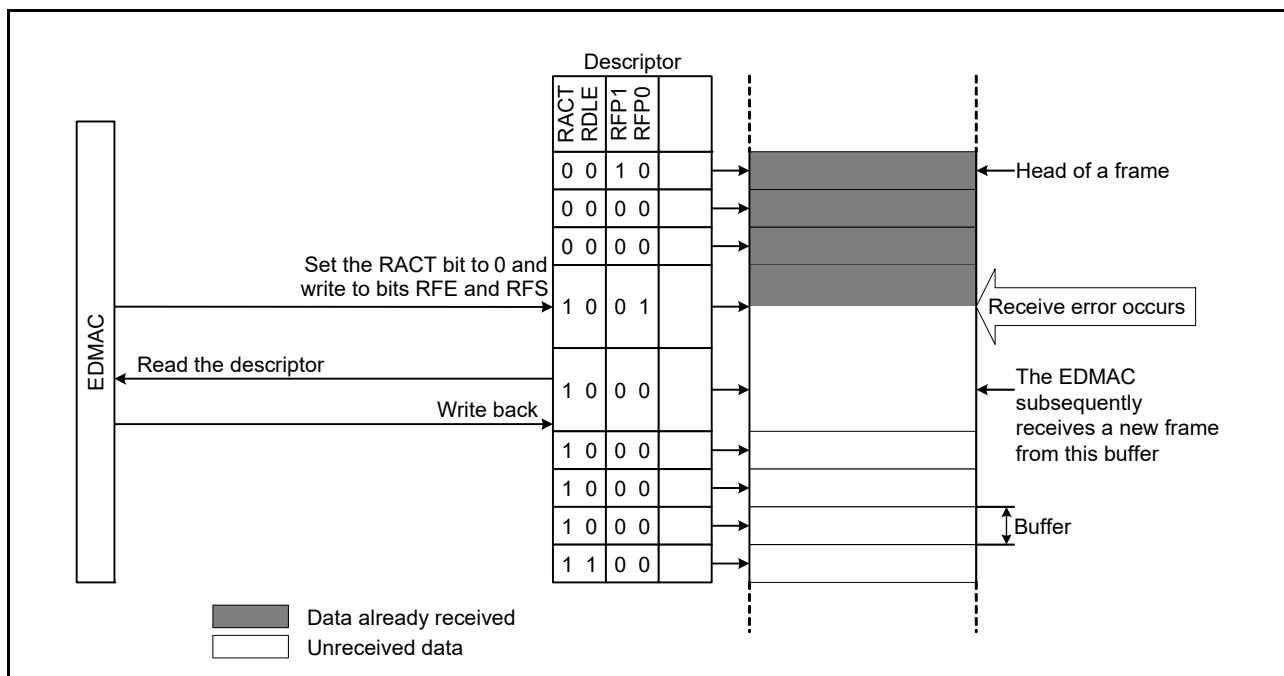 Descriptor
RACT
RDLE
RFP1
RFP0
0 0 1 0
Head of a frame
0 0 0 0
0 0 0 0
Set the RACT bit to 0 and
write to bits RFE and RFS
1 0 0 1
Receive error occurs
EDMAC
Read the descriptor
1 0 0 0
Write back
The EDMAC
subsequently
receives a new frame
from this buffer
1 0 0 0
1 0 0 0
1 0 0 0
Buffer
1 1 0 0
Data already received
Unreceived data